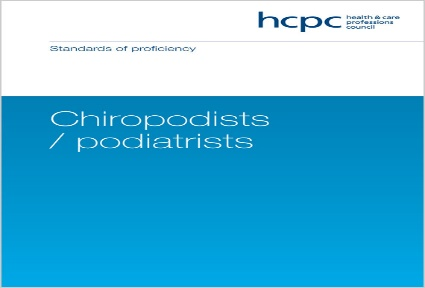 hcpc health & care
professions
council
Standards of proficiency
Chiropodists
/ podiatrists